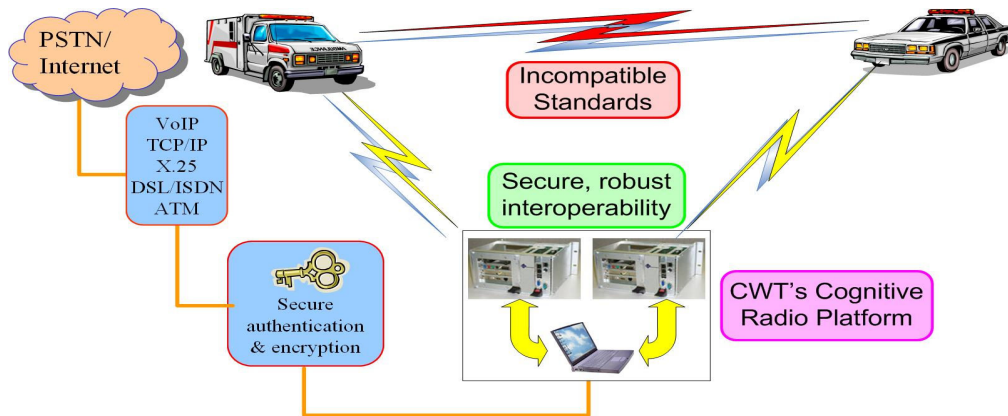 PSTN/
Internet
VoIP
TCP/IP
X.25
DSL/ISDN
ATM
Secure
authentication
& encryption
AMBULANCE
Incompatible
Standards
Secure, robust
interoperability
CWT's Cognitive
Radio Platform